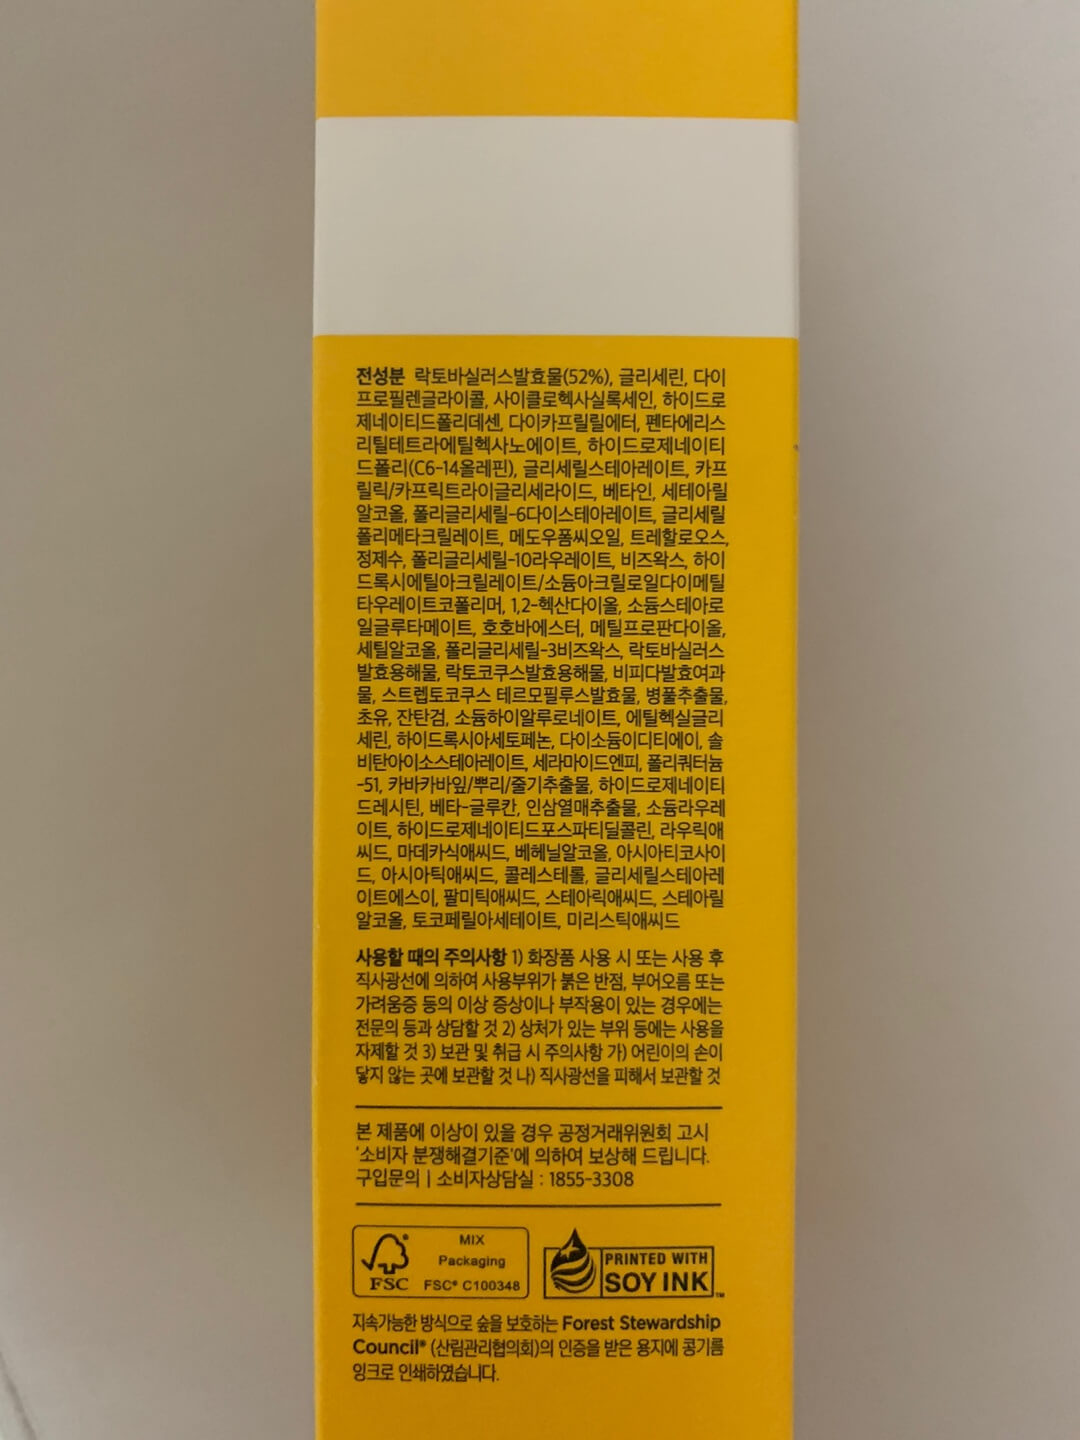 전성분 락토바실러스발효물(52%), 글리세린, 다이
프로필렌글라이콜, 사이클로헥사실록세인, 하이드로
제네이티드폴리데센, 다이카프릴릴에터, 펜타에리스
리틸테트라에틸헥사노에이트, 하이드로제네이티
드폴리(C6-14올레핀), 글리세릴스테아레이트, 카프
릴릭/카프릭트라이글리세라이드, 베타인, 세테아릴
알코올, 폴리글리세릴-6다이스테아레이트, 글리세릴
폴리메타크릴레이트, 메도우폼씨오일, 트레할로오스,
정제수, 폴리글리세릴-10라우레이트, 비즈왁스, 하이
드록시에틸아크릴레이트/소듐아크릴로일다이메틸
타우레이트코폴리머, 1,2-헥산다이올, 소듐스테아로
일글루타메이트, 호호바에스터, 메틸프로판다이올,
세틸알코올, 폴리글리세릴-3비즈왁스, 락토바실러스
발효용해물, 락토코쿠스발효용해물, 비피다발효여과
물, 스트렙토코쿠스 테르모필루스발효물, 병풀추출물,
초유, 잔탄검, 소듐하이알루로네이트, 에틸헥실글리
세린, 하이드록시아세토페논, 다이소듐이디티에이, 솔
비탄아이소스테아레이트, 세라마이드엔피, 폴리쿼터늄
-51, 카바카바잎/뿌리/줄기추출물, 하이드로제네이티
드레시틴, 베타-글루칸, 인삼열매추출물, 소듐라우레
이트, 하이드로제네이티드포스파티딜콜린, 라우릭애
씨드, 마데카식애씨드, 베헤닐알코올, 아시아티코사이
드, 아시아틱애씨드, 콜레스테롤, 글리세릴스테아레
이트에스이, 팔미틱애씨드, 스테아릭애씨드, 스테아릴
알코올, 토코페릴아세테이트, 미리스틱애씨드
사용할 때의 주의사항 1) 화장품 사용 시 또는 사용 후
직사광선에 의하여 사용부위가 붉은 반점, 부어오름 또는
가려움증 등의 이상 증상이나 부작용이 있는 경우에는
전문의 등과 상담할 것 2) 상처가 있는 부위 등에는 사용을
자제할 것 3) 보관 및 취급 시 주의사항 가) 어린이의 손이
닿지 않는 곳에 보관할 것 나) 직사광선을 피해서 보관할 것
본 제품에 이상이 있을 경우 공정거래위원회 고시
'소비자 분쟁해결기준'에 의하여 보상해 드립니다.
구입문의 | 소비자상담실 : 1855-3308
MIX
Packaging
FSC FSC® C100348
PRINTED WITH
SOY INK™
지속가능한 방식으로 숲을 보호하는 Forest Stewardship
Council® (산림관리협의회)의 인증을 받은 용지에 콩기름
잉크로 인쇄하였습니다.